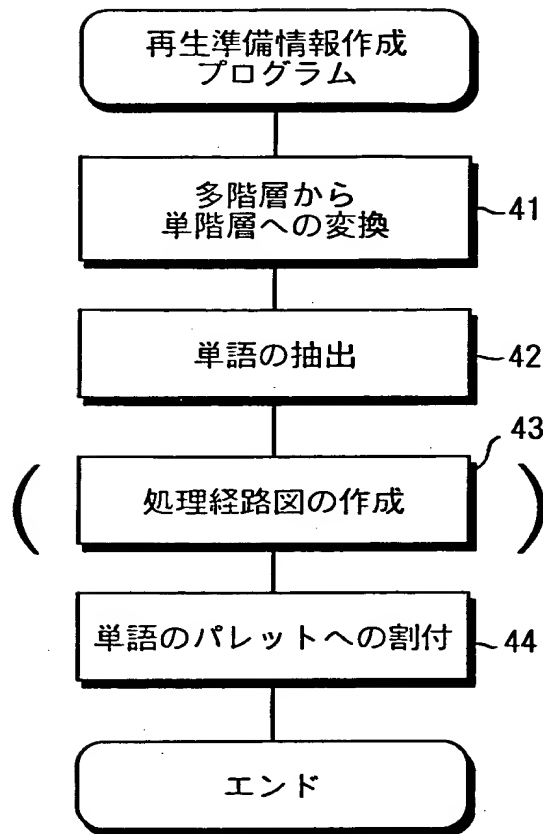 再生準備情報作成
プログラム
多階層から
単階層への変換
41
単語の抽出
42
43
( 処理経路図の作成 )
単語のパレットへの割付
44
エンド